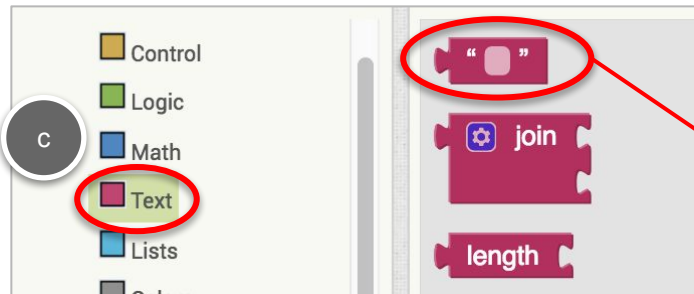 Control
Logic
C
Math
Text
Lists
“ ”
join
length